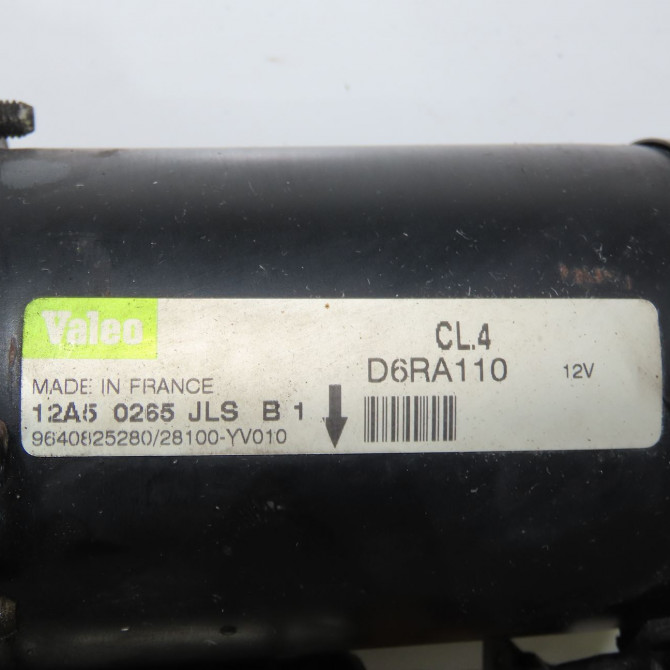 Valeo
CL.4
D6RA110 12V
MADE IN FRANCE
12A5 0265 JLS B 1
9640825280/28100-YV010